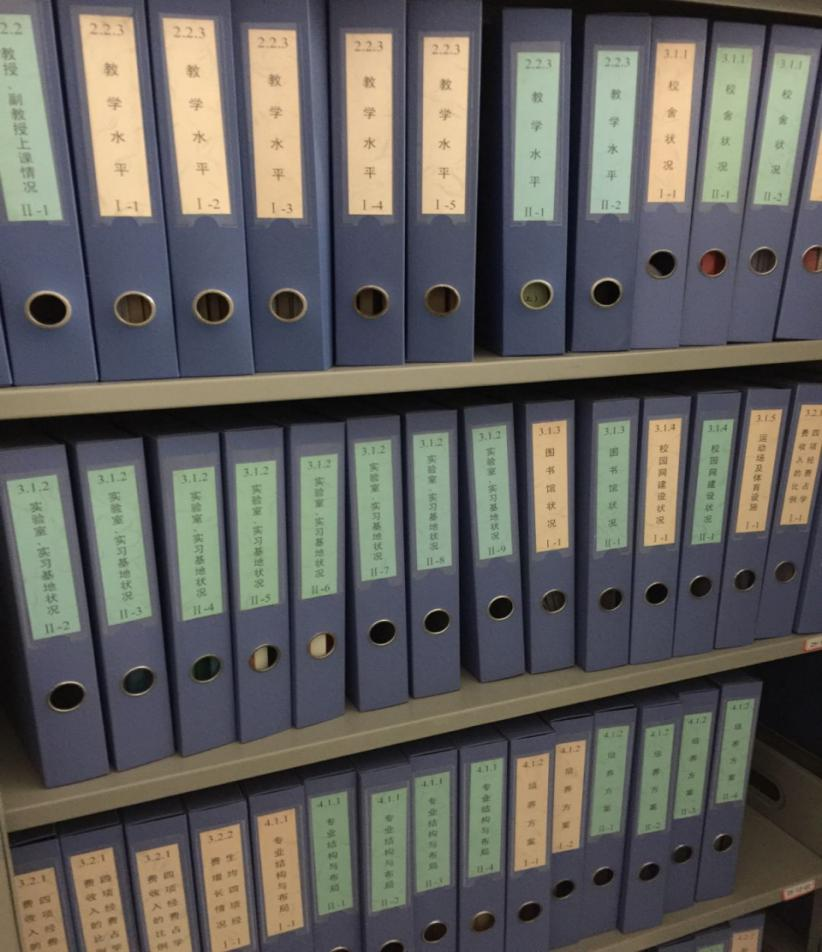 2.2
教授、副教授上课情况
II-1
2.2.3
教学水平
I-1
2.2.3
教学水平
I-2
2.2.3
教学水平
I-3
2.2.3
教学水平
I-4
2.2.3
教学水平
I-5
2.2.3
教学水平
II-1
2.2.3
教学水平
II-2
3.1.1
校舍状况
I-1
3.1.1
校舍状况
II-1
3.1.1
校舍状况
II-2
3.1.2
实验室、实习基地状况
II-2
3.1.2
实验室、实习基地状况
II-3
3.1.2
实验室、实习基地状况
II-4
3.1.2
实验室、实习基地状况
II-5
3.1.2
实验室、实习基地状况
II-6
3.1.2
实验室、实习基地状况
II-7
3.1.2
实验室、实习基地状况
II-8
3.1.2
实验室、实习基地状况
II-9
3.1.3
图书馆状况
I-1
3.1.3
图书馆状况
II-1
3.1.4
校园网建设状况
I-1
3.1.4
校园网建设状况
II-1
3.1.5
运动场及体育设施
I-1
3.2.1
四项经费占学
费收入的比例
I-1
3.2.1
四项经
费收入的费
3.2.1
四项经费占学
费收入的比例
3.2.1
四项经费占学
费收入的比例
3.2.2
生均四项经
费增长情况
I-1
4.1.1
专业结构与布局
I-1
4.1.1
专业结构与布局
II-1
4.1.1
专业结构与布局
II-2
4.1.1
专业结构与布局
II-3
4.1.1
专业结构与布局
II-4
4.1.2
培养方案
I-1
4.1.2
培养方案
I-2
4.1.2
培养方案
II-1
4.1.2
培养方案
II-2
4.1.2
培养方案
II-3
4.1.2
培养方案
II-4